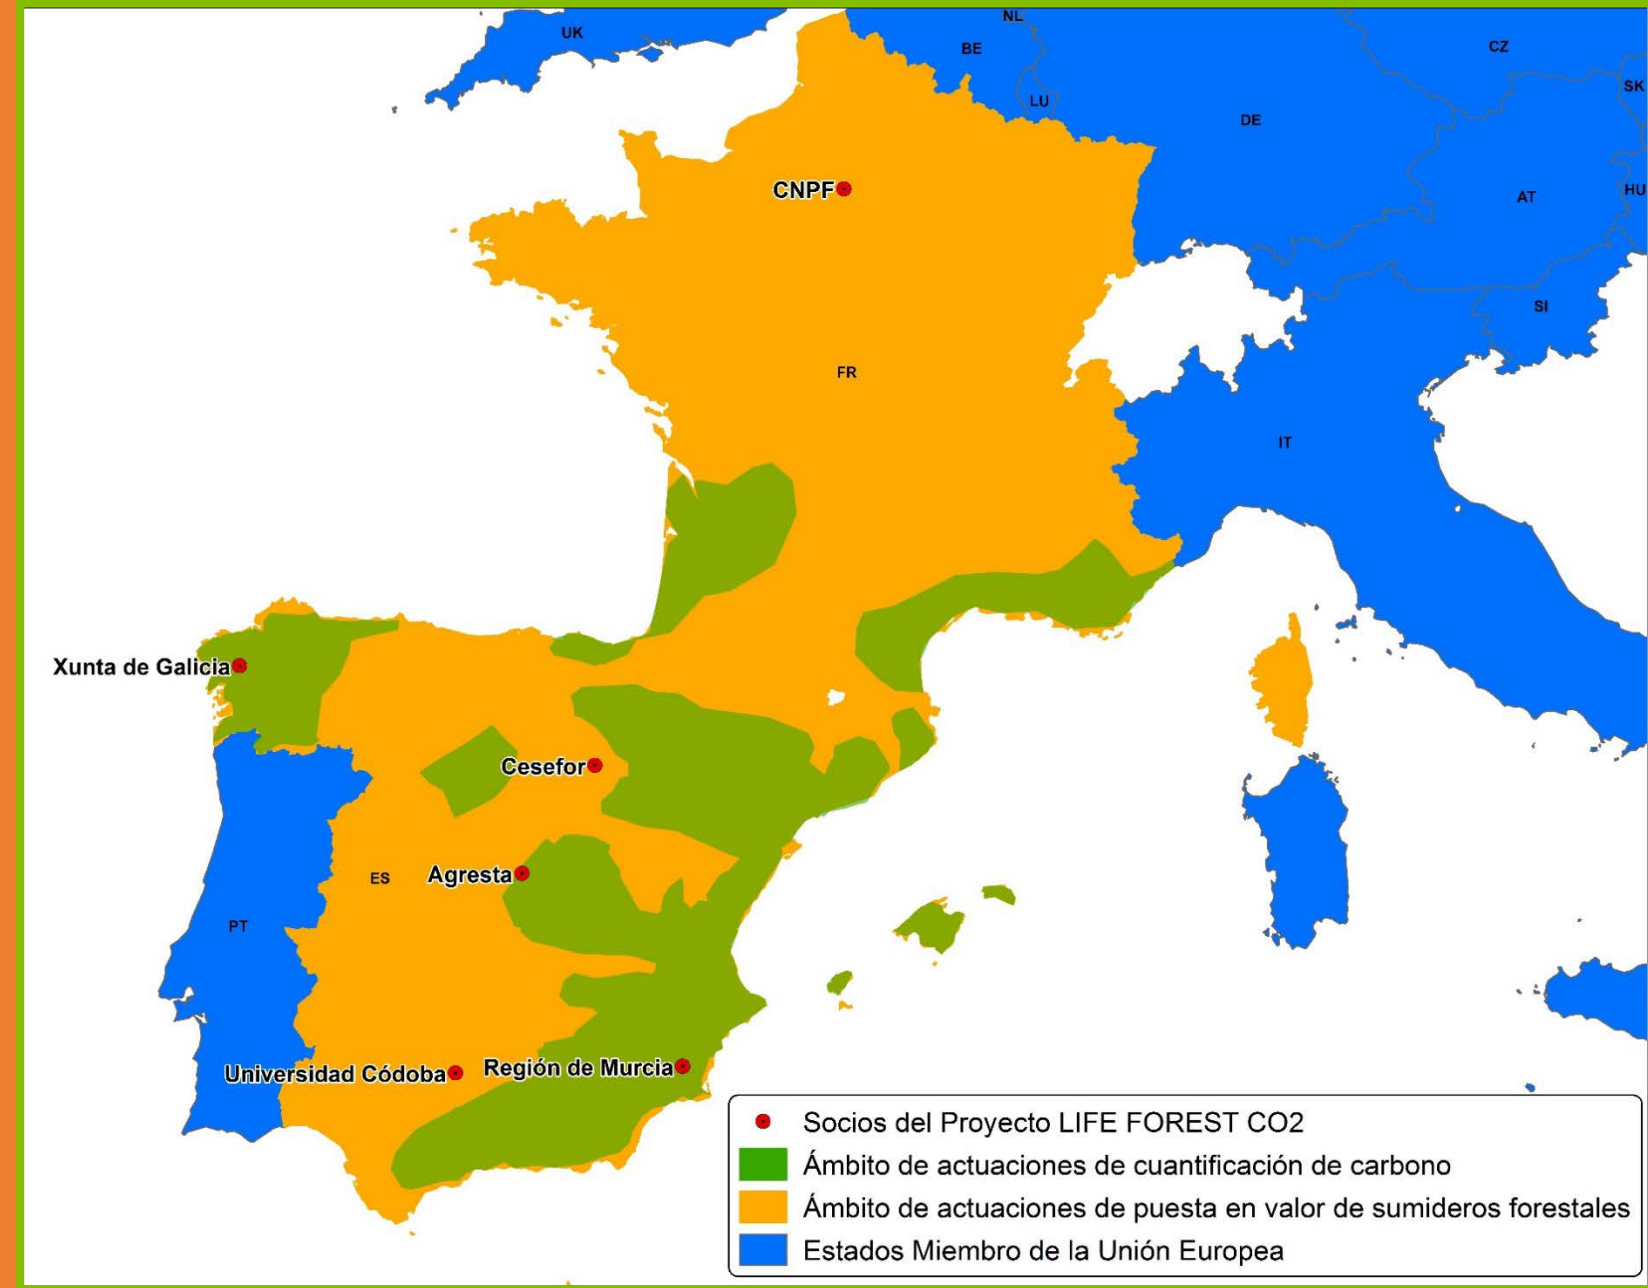 NL
UK
BE
CZ
SK
LU
DE
CNPF
HU
AT
SI
FR
IT
Xunta de Galicia
Cesefor
Agresta
ES
PT
Universidad Códoba
Región de Murcia
Socios del Proyecto LIFE FOREST CO2
Ámbito de actuaciones de cuantificación de carbono
Ámbito de actuaciones de puesta en valor de sumideros forestales
Estados Miembro de la Unión Europea